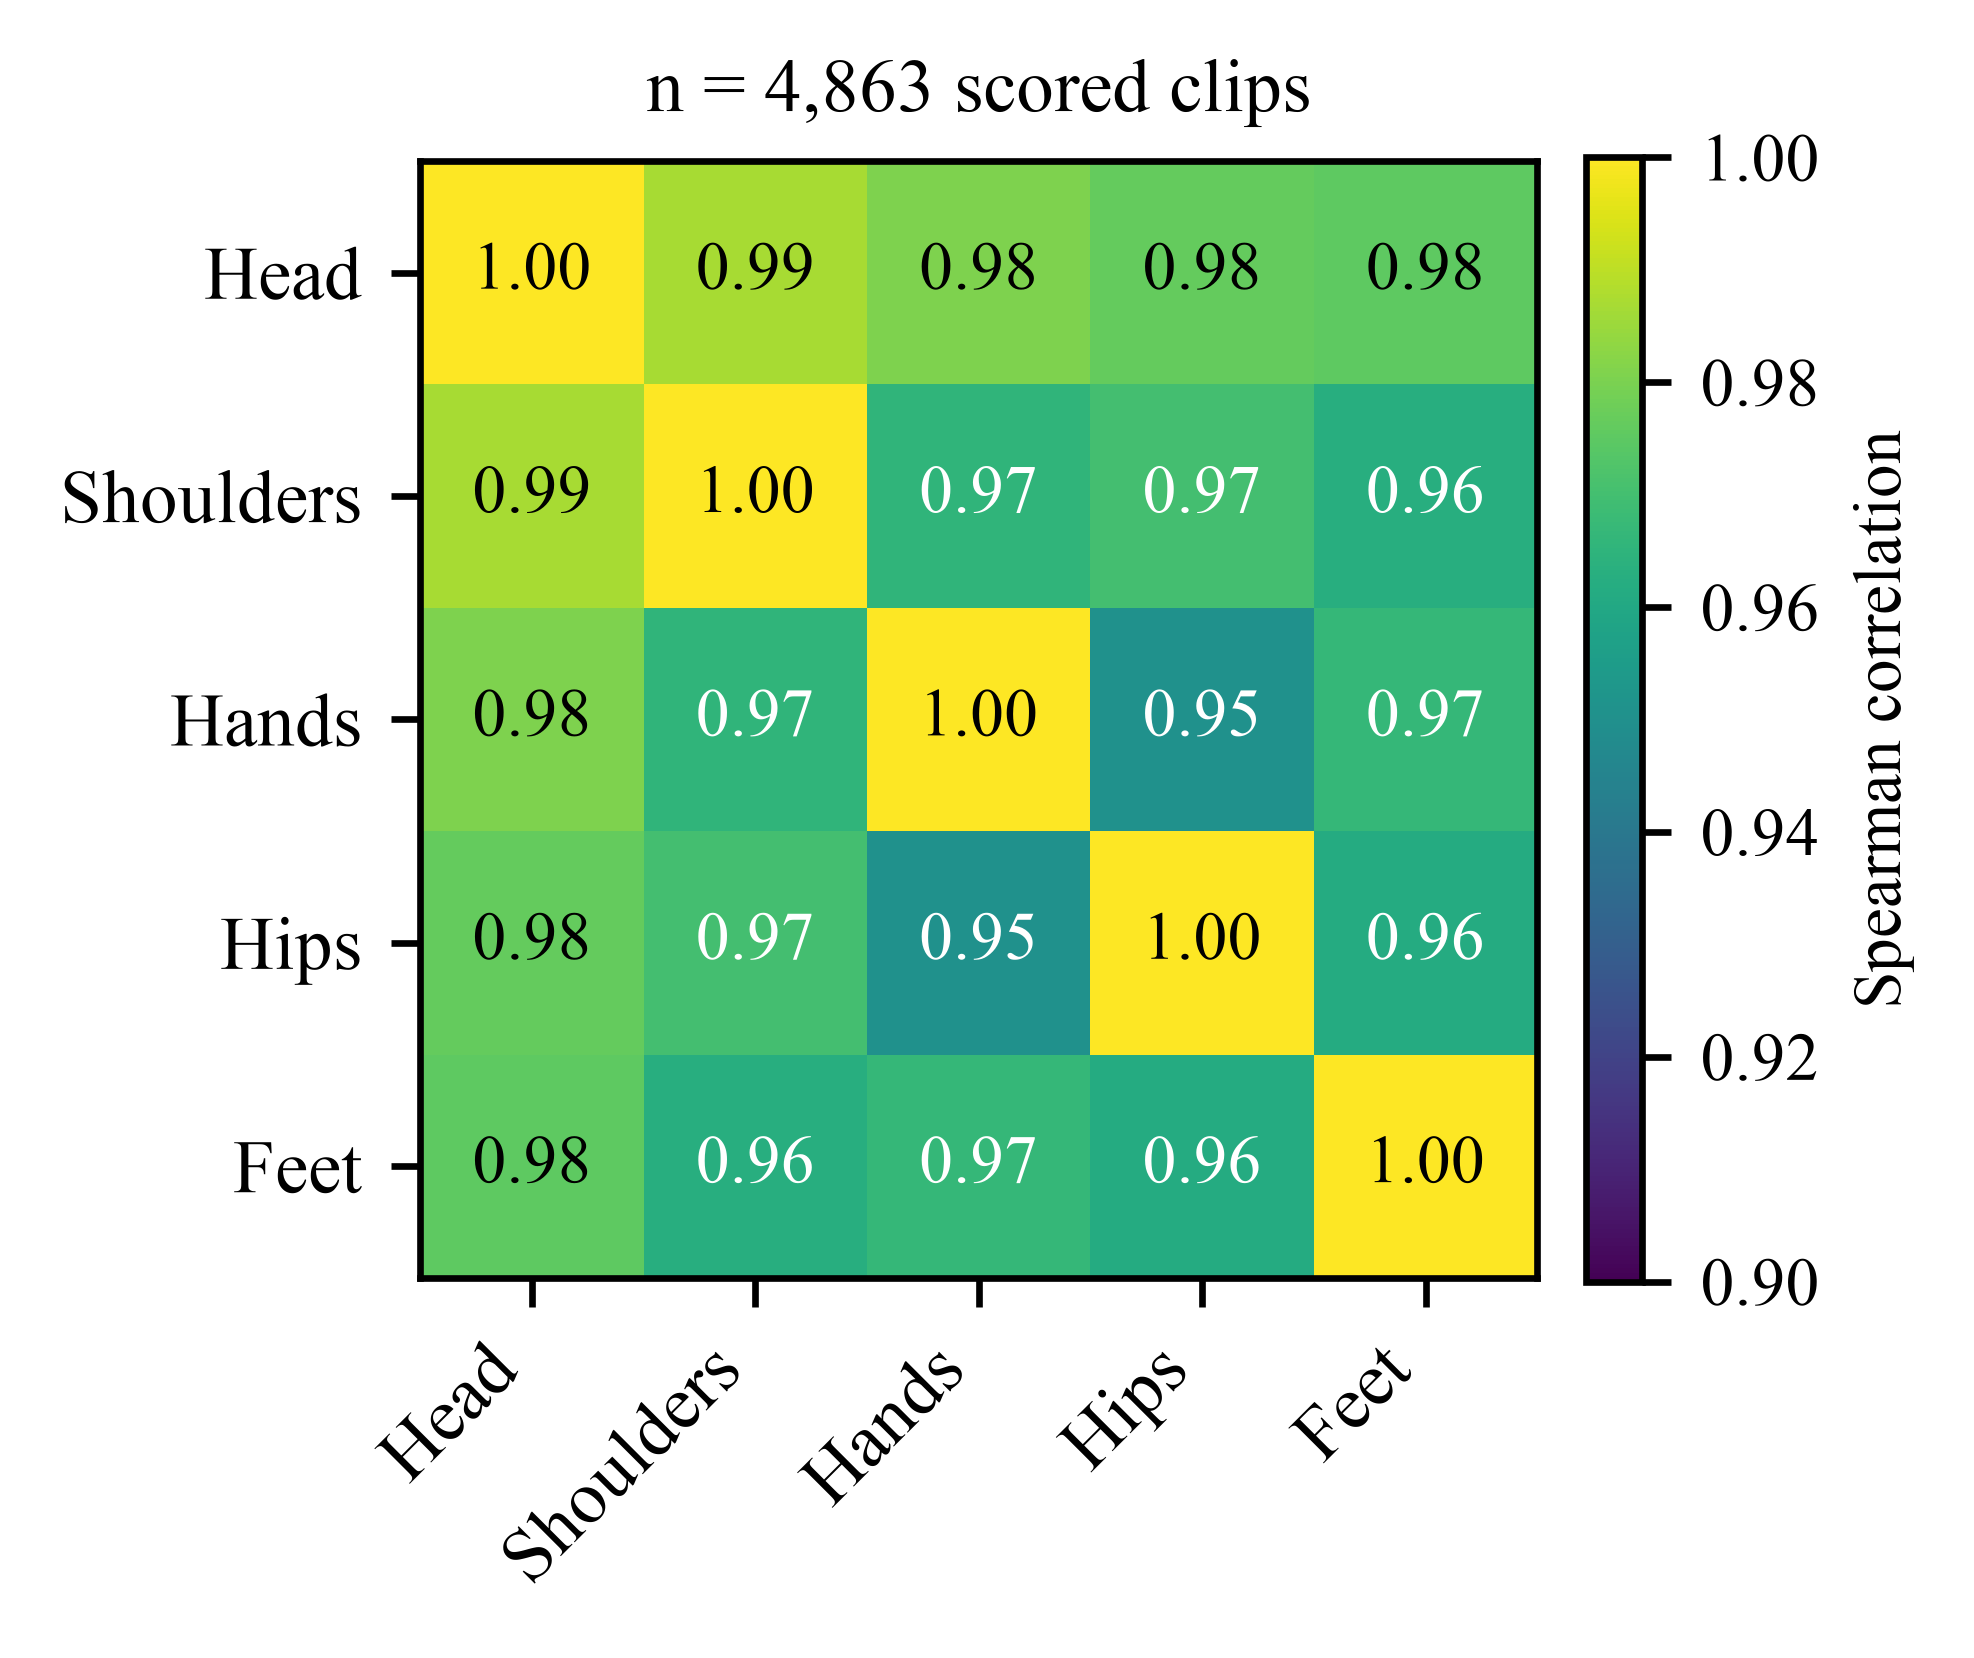 n = 4,863 scored clips
1.00
Head 1.00 0.99 0.98 0.98 0.98
0.98
Shoulders 0.99 1.00 0.97 0.97 0.96
0.96
Hands 0.98 0.97 1.00 0.95 0.97
0.94
Hips 0.98 0.97 0.95 1.00 0.96
0.92
Feet 0.98 0.96 0.97 0.96 1.00
0.90
Spearman correlation
Head Shoulders Hands Hips Feet